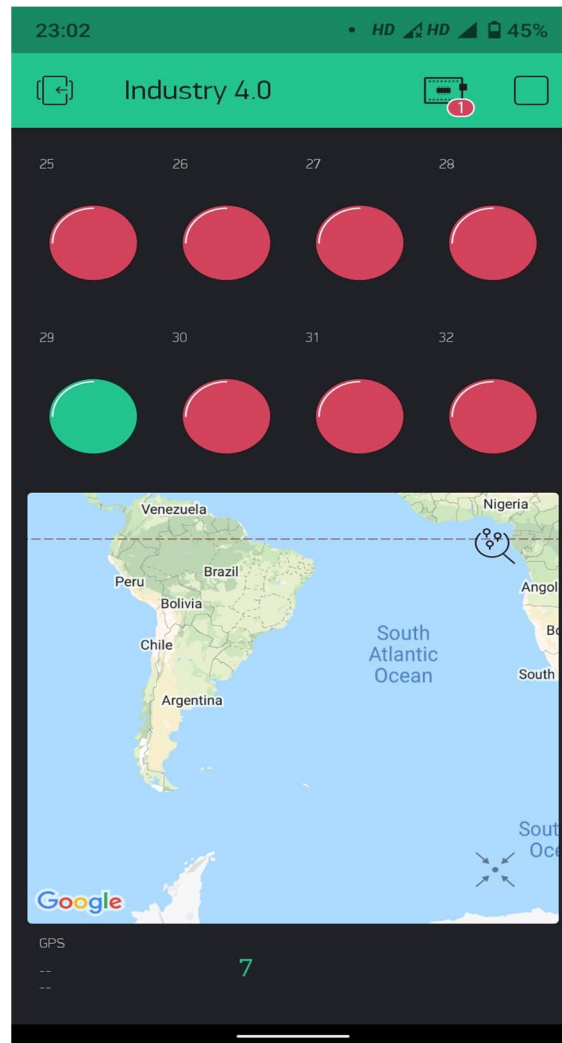 23:02 • HD HD 45%
Industry 4.0
1
25 26 27 28
29 30 31 32
Venezuela
Nigeria
Brazil
Peru
Angol
Bolivia
Bo
Chile
South
Atlantic
Ocean
South
Argentina
Sout
Oce
Google
GPS
--
7
--